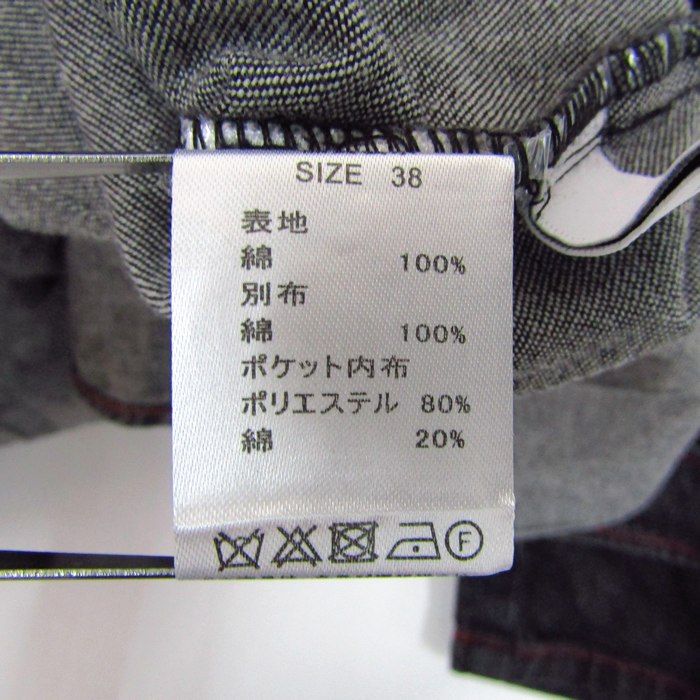 SIZE 38
表地
綿 100%
別布
綿 100%
ポケット内布
ポリエステル 80%
綿 20%
F